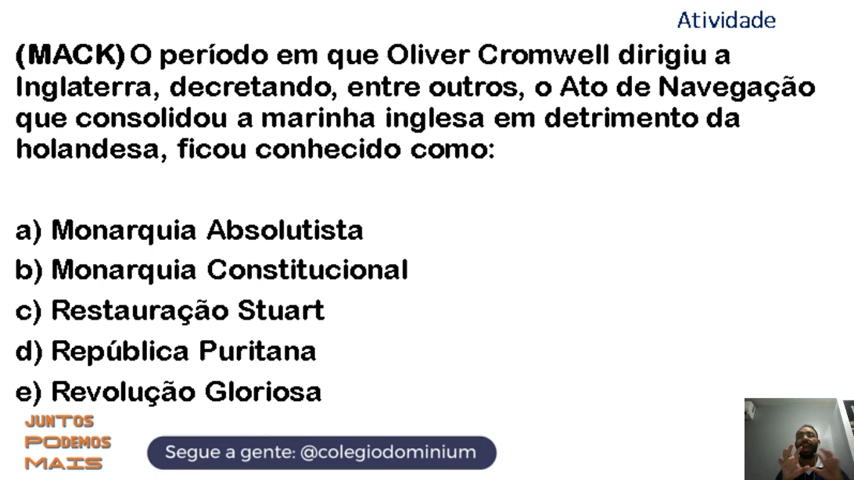 Atividade
(MACK) O período em que Oliver Cromwell dirigiu a
Inglaterra, decretando, entre outros, o Ato de Navegação
que consolidou a marinha inglesa em detrimento da
holandesa, ficou conhecido como:
a) Monarquia Absolutista
b) Monarquia Constitucional
c) Restauração Stuart
d) República Puritana
e) Revolução Gloriosa
JUNTOS
PODEMOS
MAIS
Segue a gente: @colegiodominium